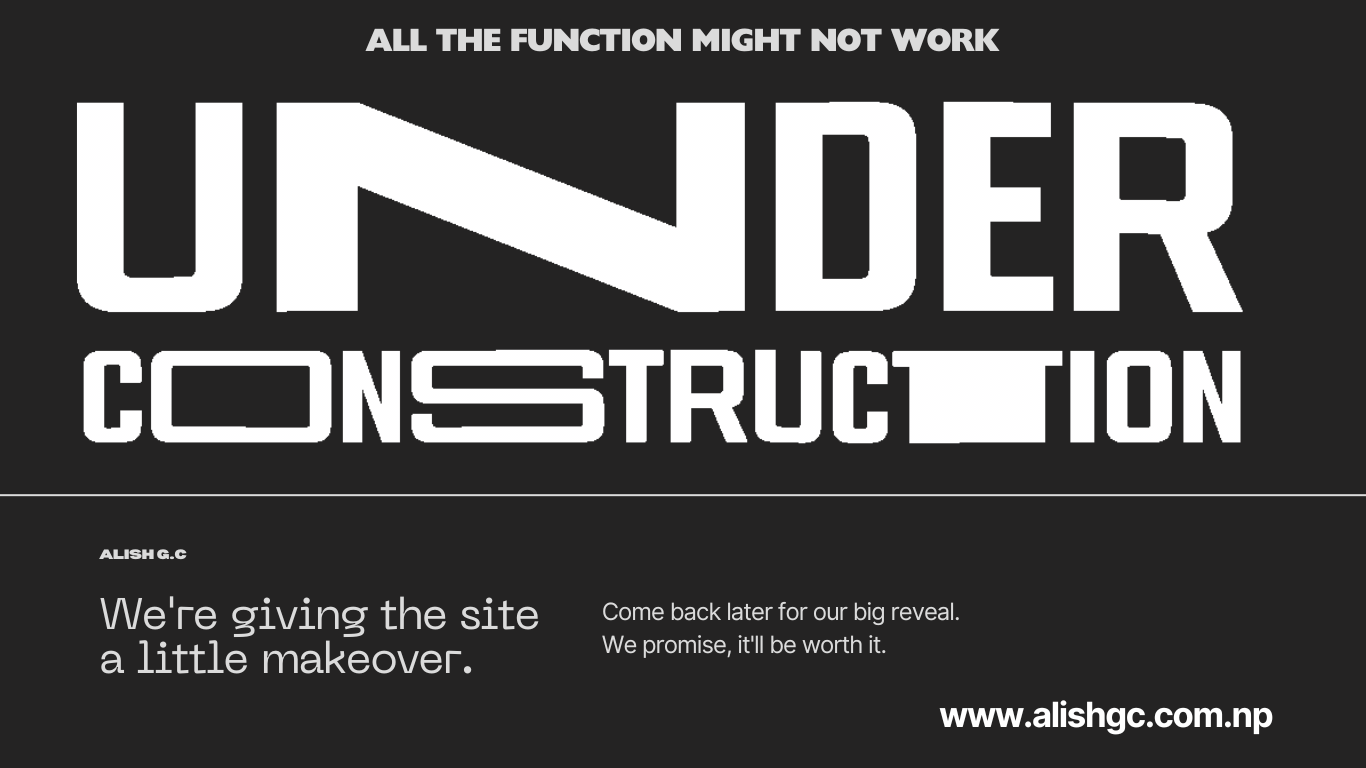 ALL THE FUNCTION MIGHT NOT WORK
UNDER
CONSTRUCTION
ALISH G.C
We're giving the site
a little makeover.
Come back later for our big reveal.
We promise, it'll be worth it.
www.alishgc.com.np